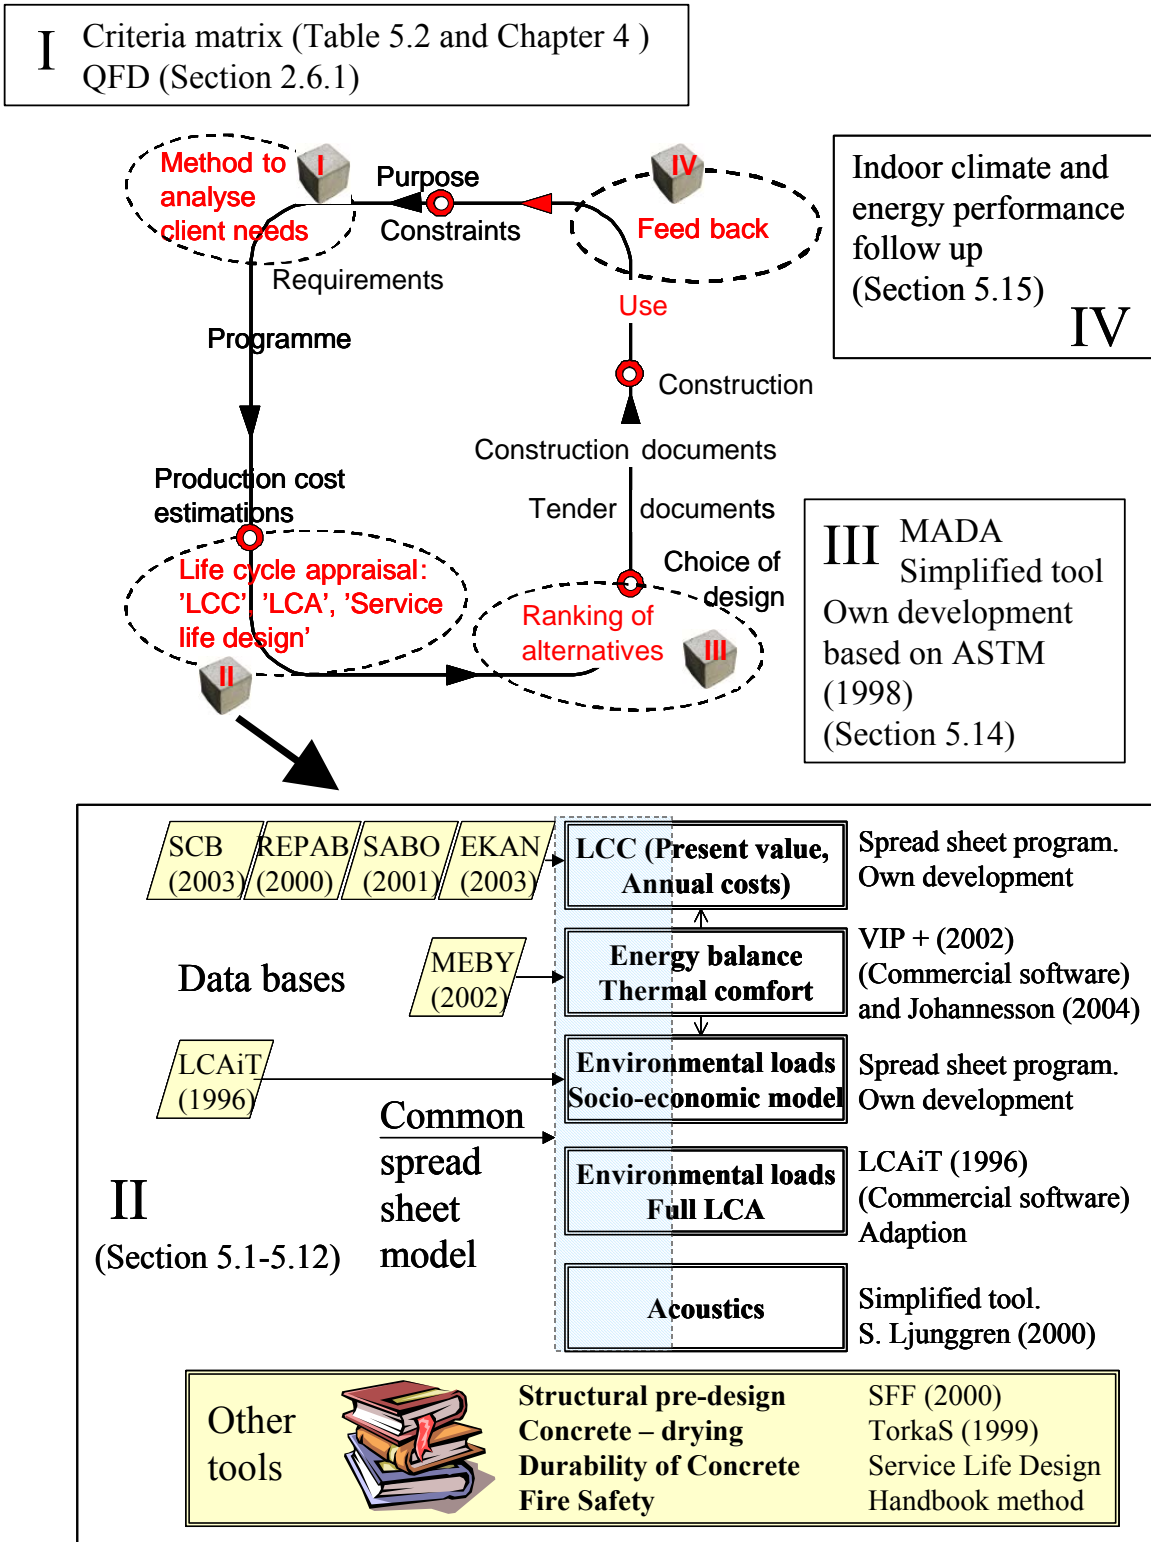 I
Criteria matrix (Table 5.2 and Chapter 4 )
QFD (Section 2.6.1)
Method to
analyse
client needs
I
Purpose
Constraints
Requirements
Programme
IV
Feed back
Use
Indoor climate and
energy performance
follow up
(Section 5.15)
IV
Construction
Construction documents
Tender documents
Choice of
design
Production cost
estimations
Life cycle appraisal:
’LCC’, ’LCA’, ’Service
life design’
II
Ranking of
alternatives
III
III
MADA
Simplified tool
Own development
based on ASTM
(1998)
(Section 5.14)
SCB
(2003)
REPAB
(2000)
SABO
(2001)
EKAN
(2003)
LCC (Present value,
Annual costs)
Spread sheet program.
Own development
Data bases
MEBY
(2002)
Energy balance
Thermal comfort
VIP + (2002)
(Commercial software)
and Johannesson (2004)
LCAiT
(1996)
Environmental loads
Socio-economic model
Spread sheet program.
Own development
Common
spread
sheet
model
Environmental loads
Full LCA
LCAiT (1996)
(Commercial software)
Adaption
II
(Section 5.1-5.12)
Acoustics
Simplified tool.
S. Ljunggren (2000)
Other
tools
Structural pre-design
SFF (2000)
Concrete – drying
TorkaS (1999)
Durability of Concrete
Service Life Design
Fire Safety
Handbook method